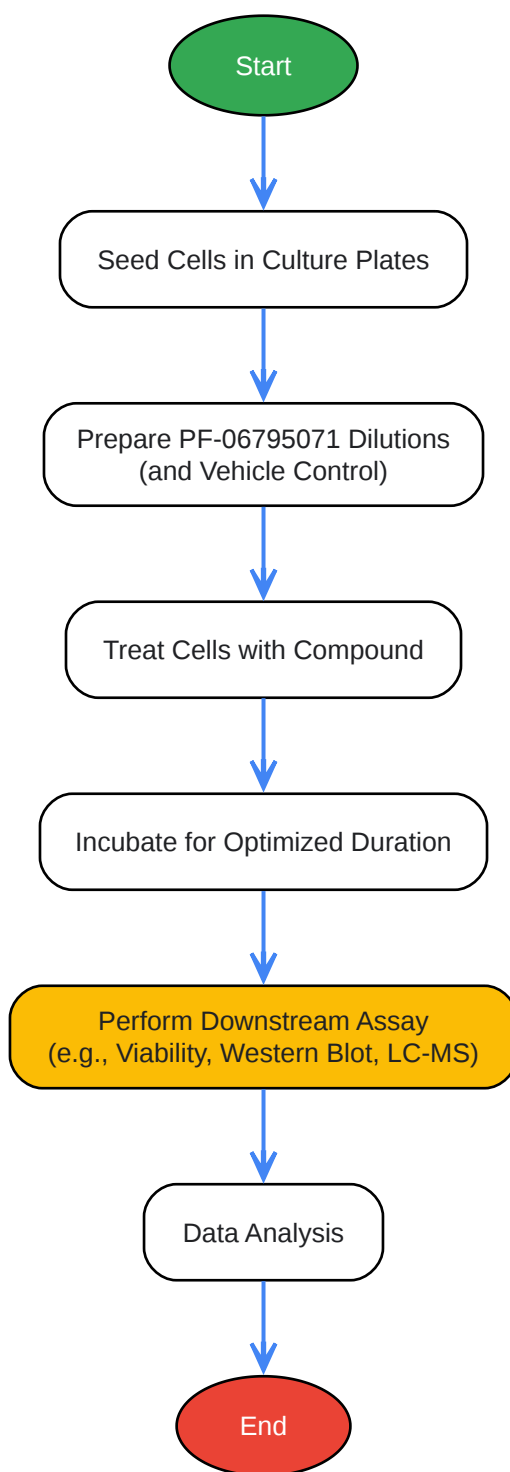 Start
Seed Cells in Culture Plates
Prepare PF-06795071 Dilutions
(and Vehicle Control)
Treat Cells with Compound
Incubate for Optimized Duration
Perform Downstream Assay
(e.g., Viability, Western Blot, LC-MS)
Data Analysis
End